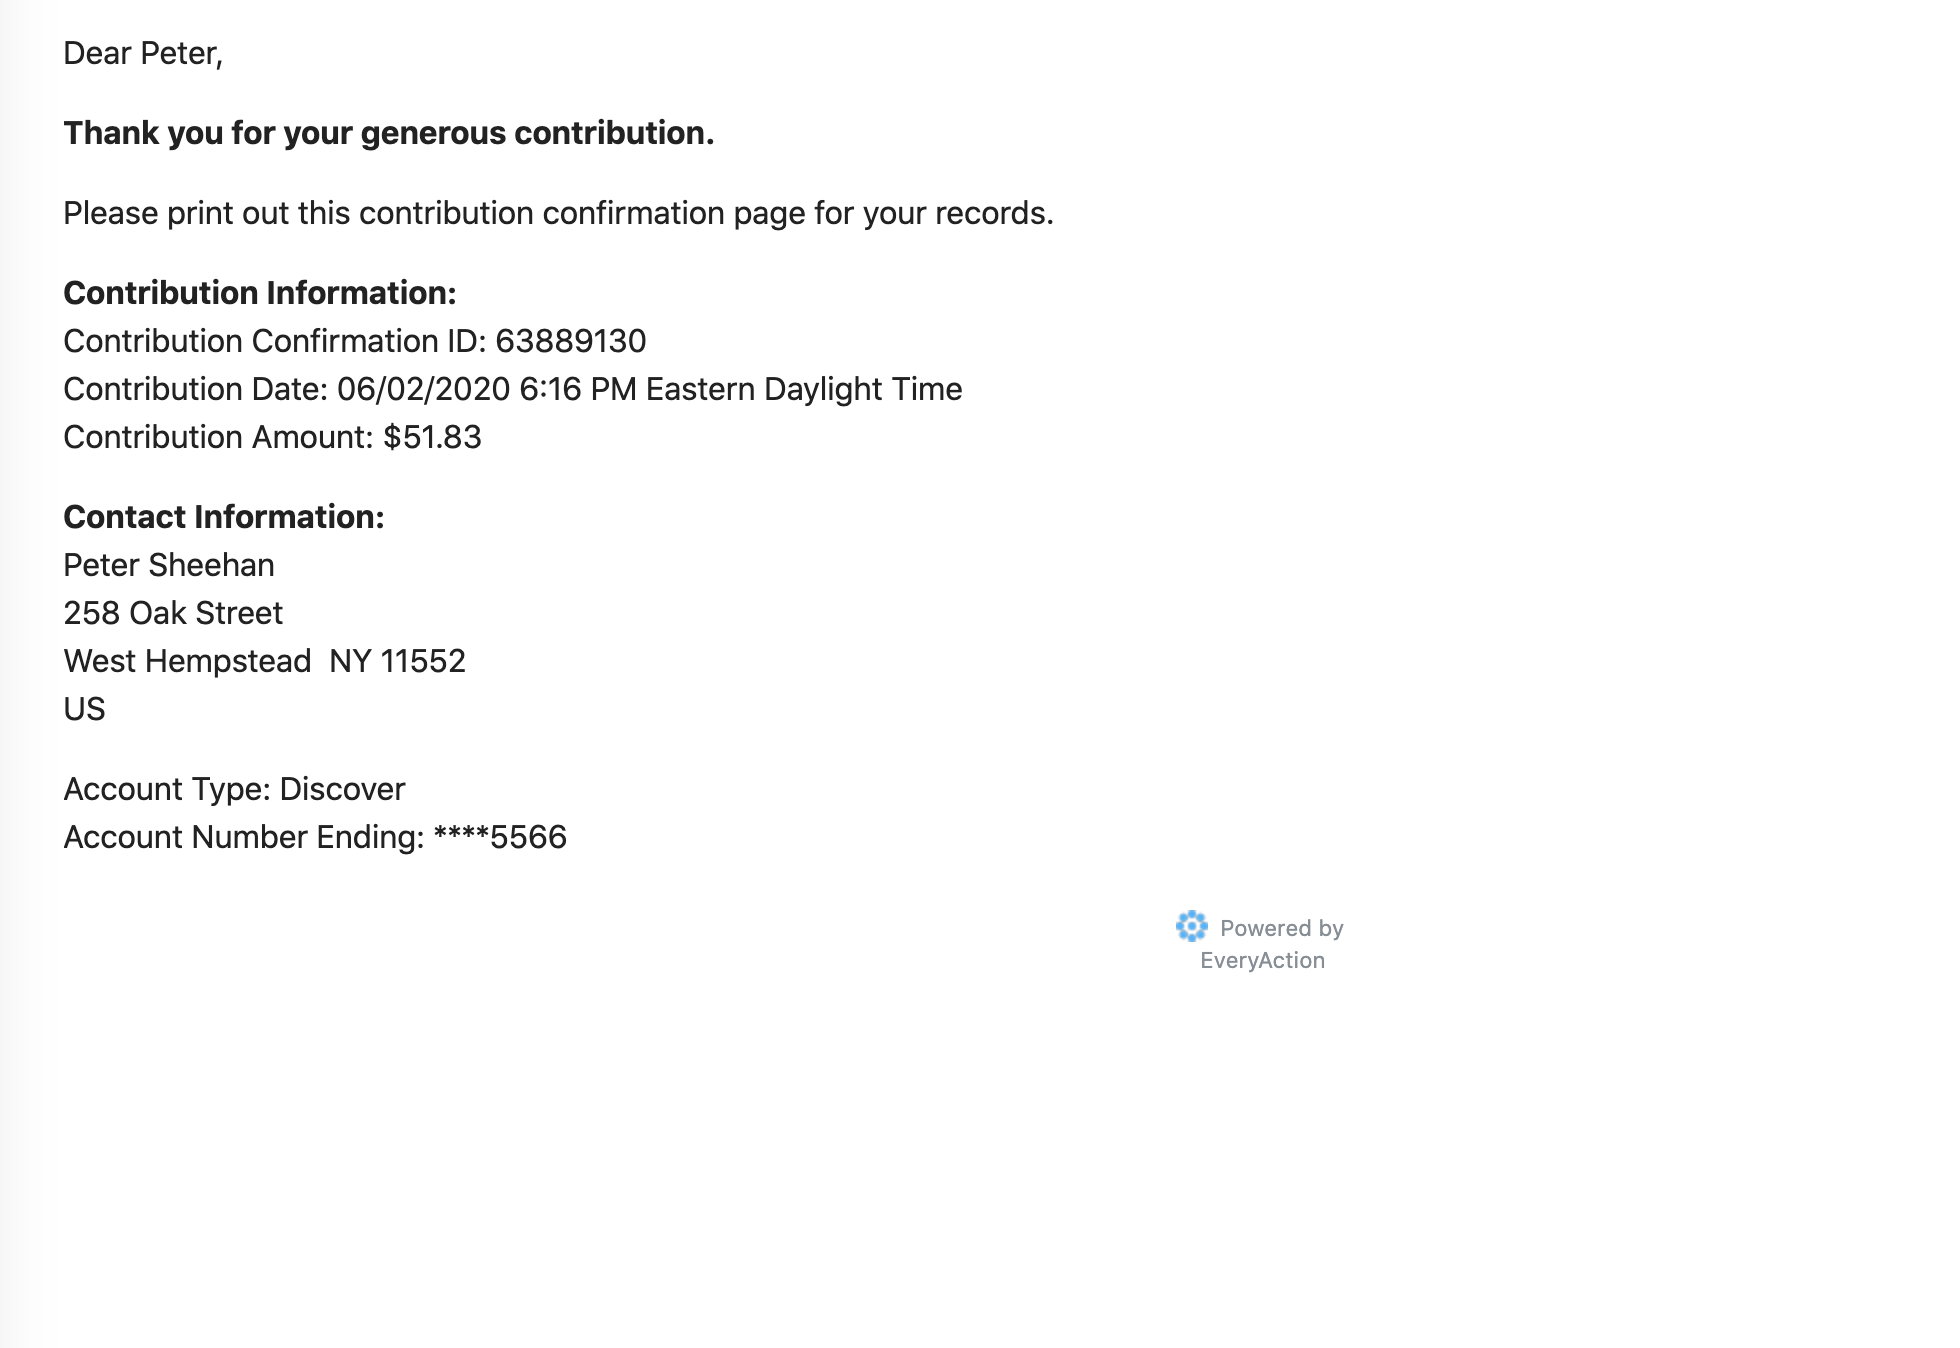 Dear Peter,
Thank you for your generous contribution.
Please print out this contribution confirmation page for your records.
Contribution Information:
Contribution Confirmation ID: 63889130
Contribution Date: 06/02/2020 6:16 PM Eastern Daylight Time
Contribution Amount: $51.83
Contact Information:
Peter Sheehan
258 Oak Street
West Hempstead  NY 11552
US
Account Type: Discover
Account Number Ending: ****5566
Powered by
EveryAction